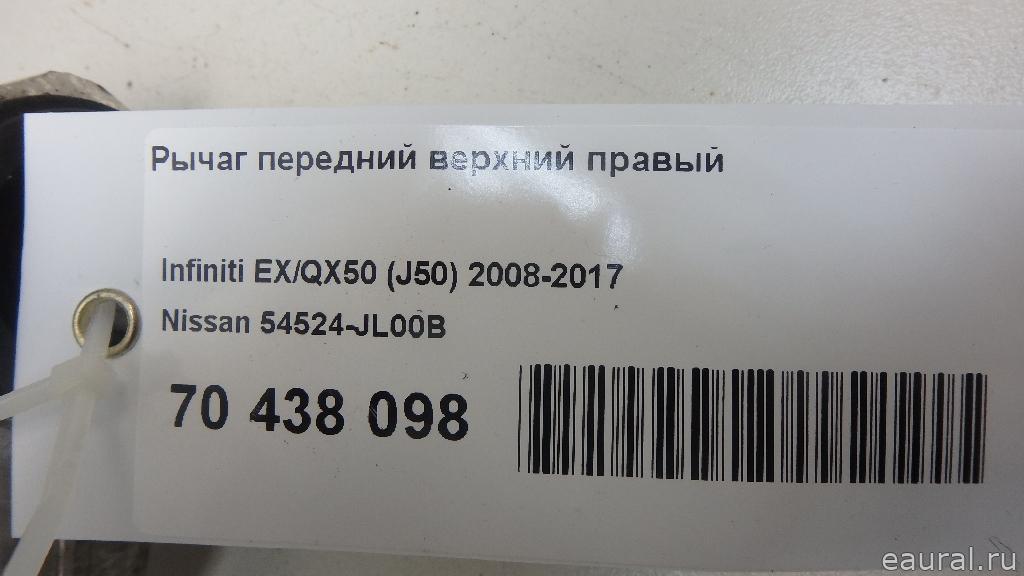 Рычаг передний верхний правый
Infiniti EX/QX50 (J50) 2008-2017
Nissan 54524-JL00B
70 438 098
eaural.ru